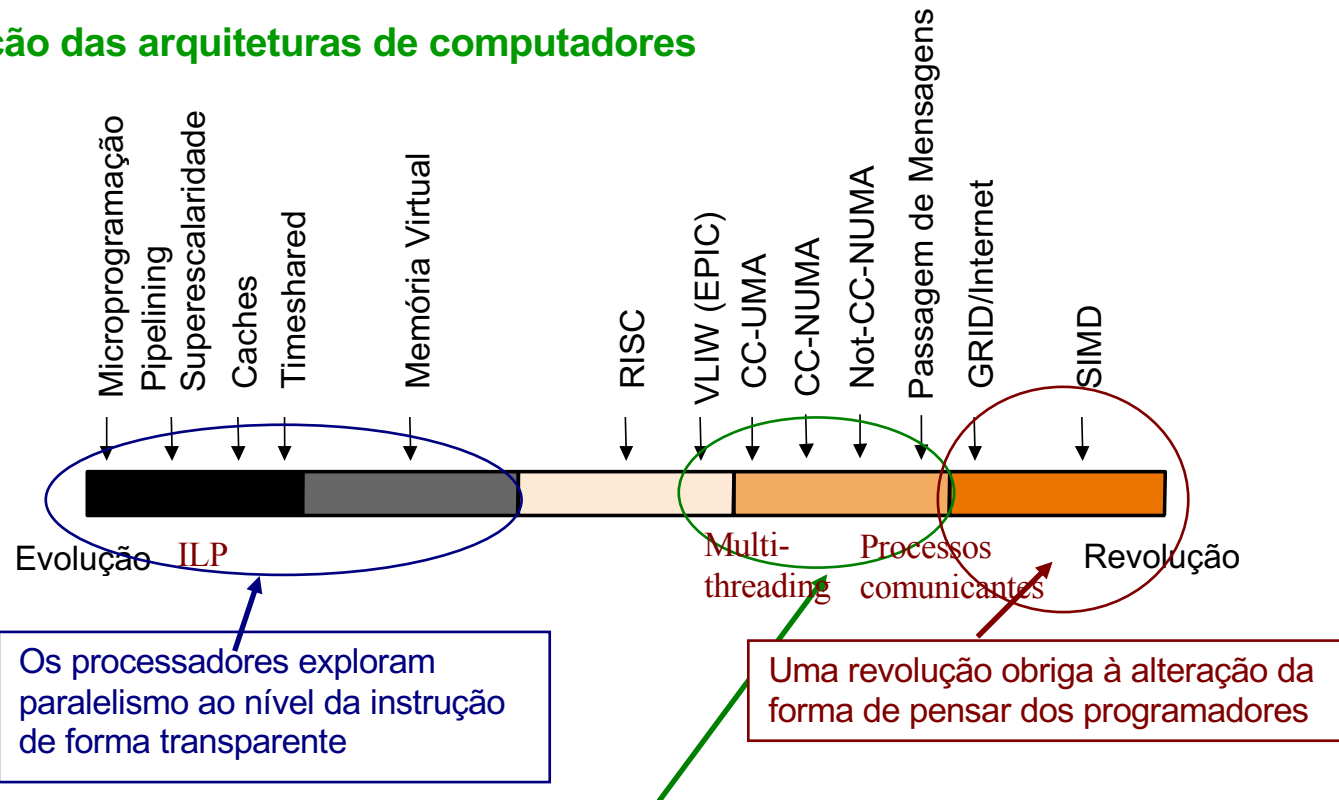 ção das arquiteturas de computadores
Microprogramação
Pipelining
Superescalaridade
Caches
Timeshared
Memória Virtual
RISC
VLIW (EPIC)
CC-UMA
CC-NUMA
Not-CC-NUMA
Passagem de Mensagens
GRID/Internet
SIMD
Evolução
ILP
Multi-
threading
Processos
comunicantes
Revolução
Os processadores exploram
paralelismo ao nível da instrução
de forma transparente
Uma revolução obriga à alteração da
forma de pensar dos programadores